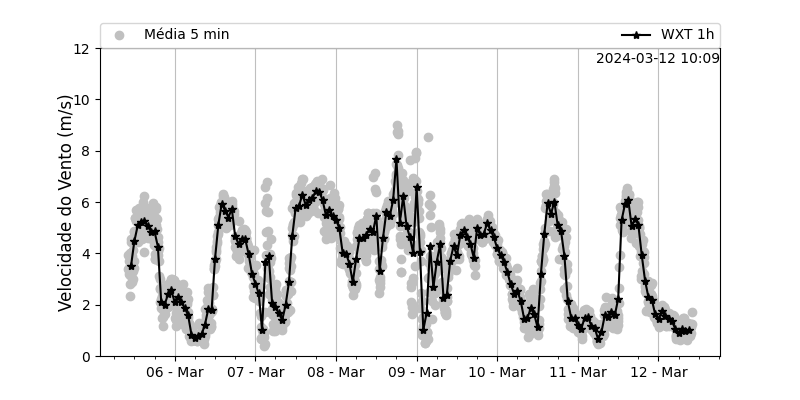 Média 5 min
WXT 1h
2024-03-12 10:09
Velocidade do Vento (m/s)
12
10
8
6
4
2
0
06 - Mar
07 - Mar
08 - Mar
09 - Mar
10 - Mar
11 - Mar
12 - Mar